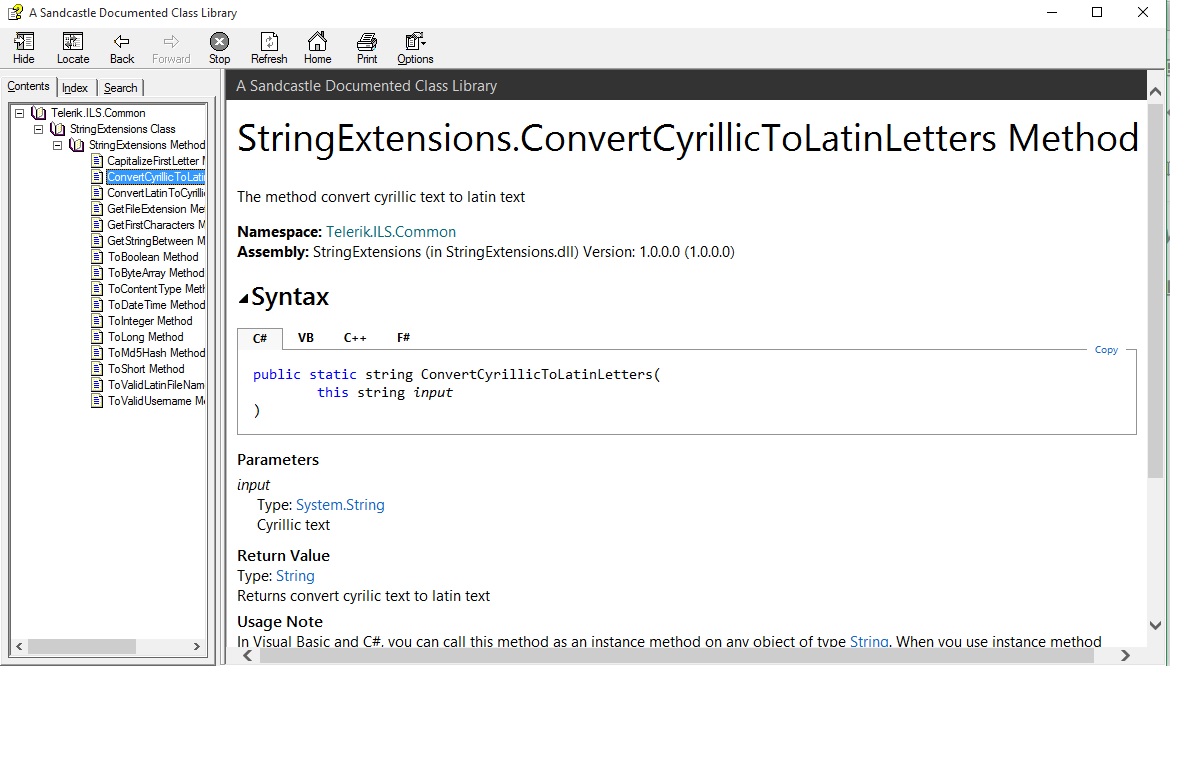 A Sandcastle Documented Class Library
Hide Locate Back Forward Stop Refresh Home Print Options
Contents Index Search
Telerik.ILS.Common
StringExtensions Class
StringExtensions Method
CapitalizeFirstLetter
ConvertCyrillicToLati
ConvertLatinToCyrilli
GetFileExtension Me
GetFirstCharacters M
GetStringBetween M
ToBoolean Method
ToByteArray Method
ToContentType Meth
ToDateTime Method
ToInteger Method
ToLong Method
ToMd5Hash Method
ToShort Method
ToValidLatinFileNam
ToValidUsername Me
A Sandcastle Documented Class Library
StringExtensions.ConvertCyrillicToLatinLetters Method
The method convert cyrillic text to latin text
Namespace: Telerik.ILS.Common
Assembly: StringExtensions (in StringExtensions.dll) Version: 1.0.0.0 (1.0.0.0)
Syntax
C# VB C++ F#
Copy
public static string ConvertCyrillicToLatinLetters(
this string input
)
Parameters
input
Type: System.String
Cyrillic text
Return Value
Type: String
Returns convert cyrilic text to latin text
Usage Note
In Visual Basic and C#, you can call this method as an instance method on any object of type String. When you use instance method